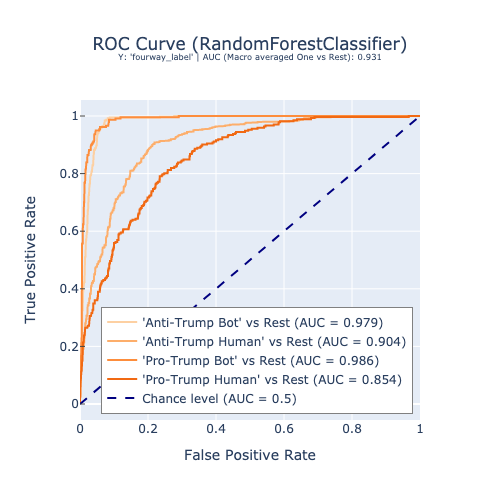 ROC Curve (RandomForestClassifier)
Y: 'fourway_label' | AUC (Macro averaged One vs Rest): 0.931
True Positive Rate
1
0.8
0.6
0.4
0.2
0
'Anti-Trump Bot' vs Rest (AUC = 0.979)
'Anti-Trump Human' vs Rest (AUC = 0.904)
'Pro-Trump Bot' vs Rest (AUC = 0.986)
'Pro-Trump Human' vs Rest (AUC = 0.854)
Chance level (AUC = 0.5)
0 0.2 0.4 0.6 0.8 1
False Positive Rate